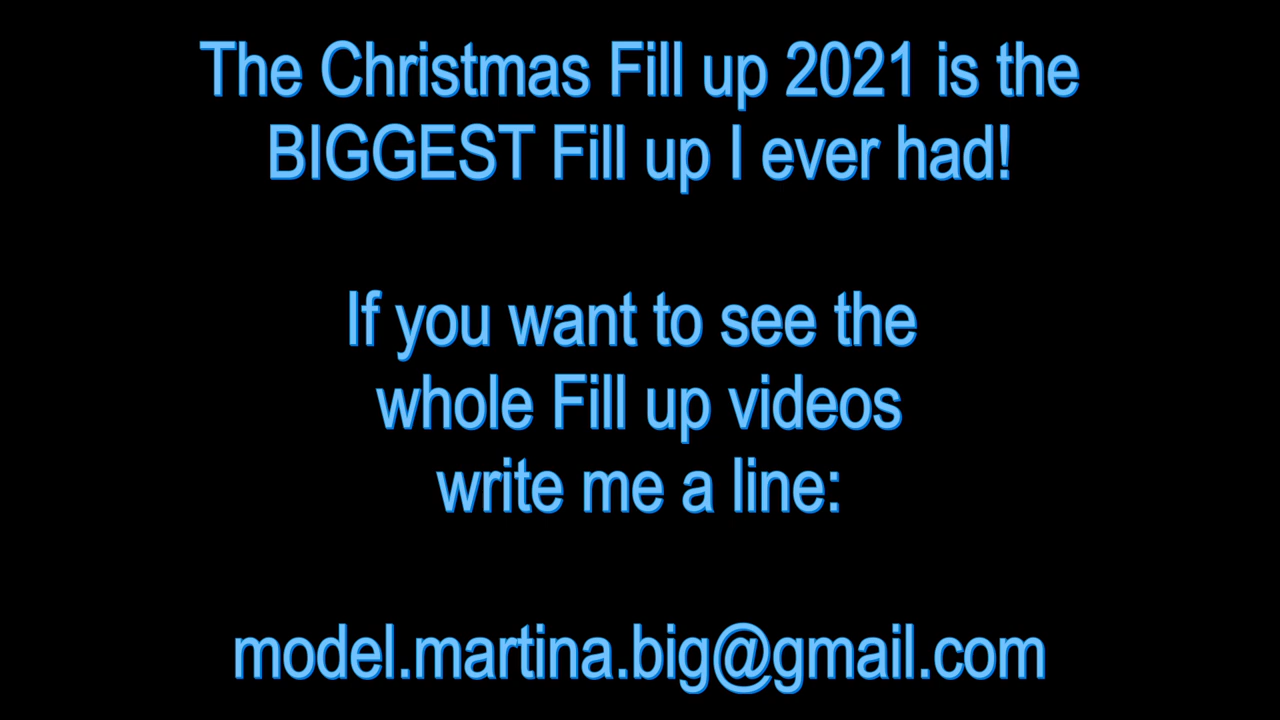 The Christmas Fill up 2021 is the
BIGGEST Fill up I ever had!
If you want to see the
whole Fill up videos
write me a line:
model.martina.big@gmail.com